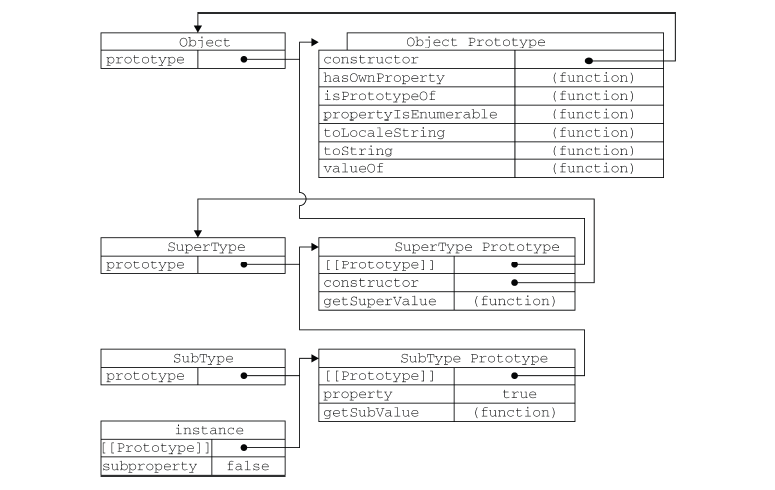 Object
prototype
Object Prototype
constructor
hasOwnProperty (function)
isPrototypeOf (function)
propertyIsEnumerable (function)
toLocaleString (function)
toString (function)
valueOf (function)
SuperType
prototype
SuperType Prototype
[[Prototype]]
constructor
getSuperValue (function)
SubType
prototype
SubType Prototype
[[Prototype]]
property true
getSubValue (function)
instance
[[Prototype]]
subproperty false